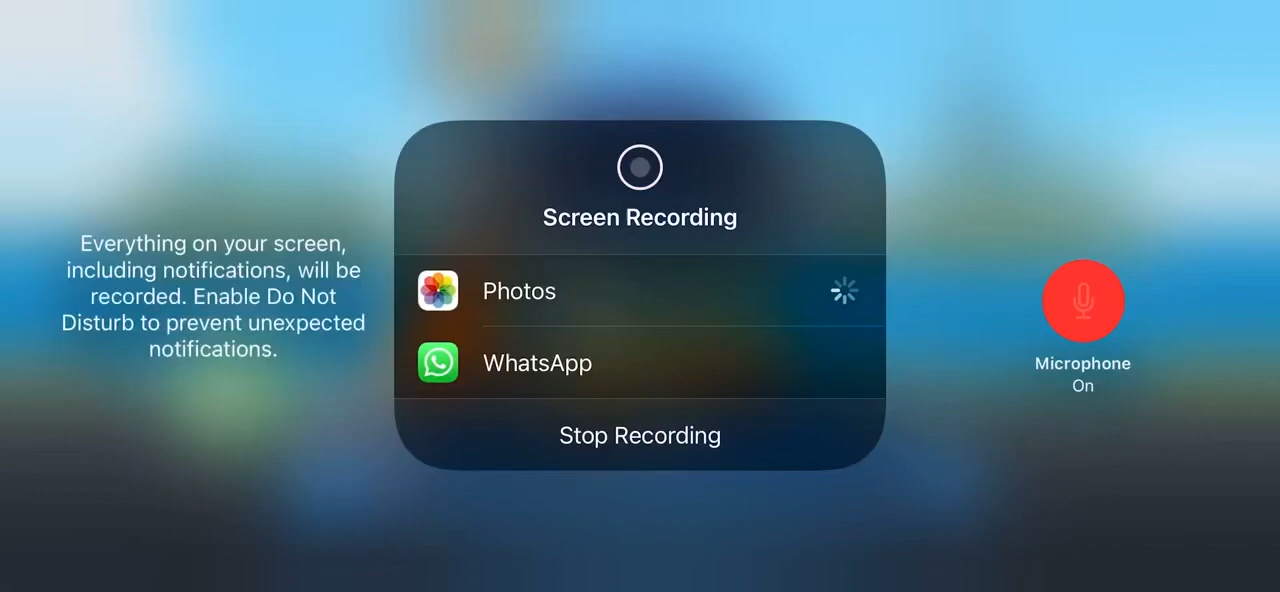 Everything on your screen,
including notifications, will be
recorded. Enable Do Not
Disturb to prevent unexpected
notifications.
Screen Recording
Photos
WhatsApp
Stop Recording
Microphone
On